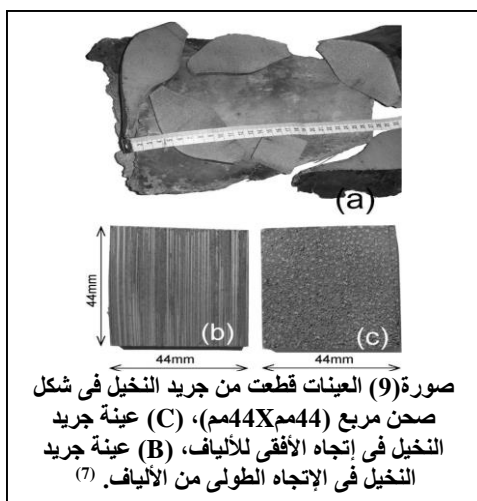 (a)
44mm
(b)
(c)
44mm
44mm
صورة(9) العينات قطعت من جريد النخيل فى شكل
صحن مربع (44ممX44مم)، (C) عينة جريد
النخيل فى إتجاه الأفقى للألياف، (B) عينة جريد
النخيل فى الإتجاه الطولى من الألياف. (7)